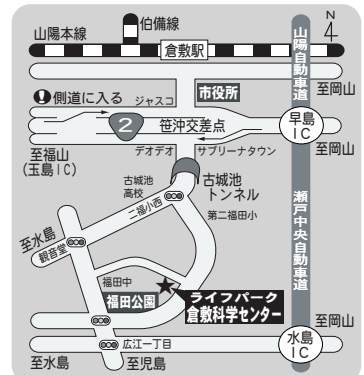 伯備線
N
4
山陽本線
倉敷駅
山陽自動車道
市役所
至岡山
側道に入る
ジャスコ
2
笹沖交差点
早島
IC
至福山
(玉島IC)
デオデオ
サブリーナタウン
至岡山
古城池
高校
古城池
トンネル
二福小西
第二福田小
瀬戸中央自動車道
至水島
観音堂
福田中
福田公園
ライフパーク
倉敷科学センター
至岡山
水島
IC
広江一丁目
至水島
至児島